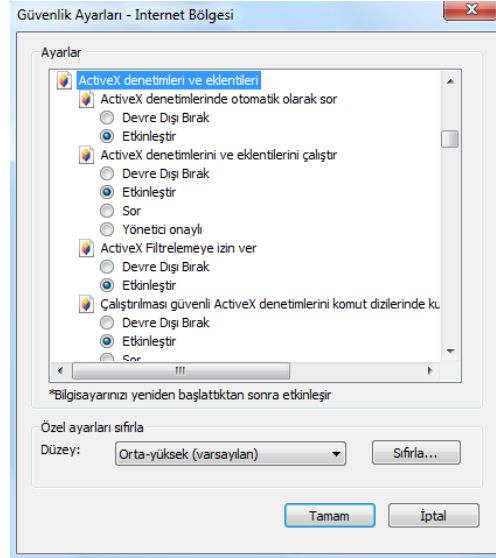 Güvenlik Ayarları - Internet Bölgesi
Ayarlar
ActiveX denetimleri ve eklentileri
ActiveX denetimlerinde otomatik olarak sor
Devre Dışı Bırak
Etkinleştir
ActiveX denetimlerini ve eklentilerini çalıştır
Devre Dışı Bırak
Etkinleştir
Sor
Yönetici onaylı
ActiveX Filtrelemeye izin ver
Devre Dışı Bırak
Etkinleştir
Çalıştırılması güvenli ActiveX denetimlerini komut dizilerinde ku
Devre Dışı Bırak
Etkinleştir
Sor
*Bilgisayarınızı yeniden başlattıktan sonra etkinleşir
Özel ayarları sıfırla
Düzey: Orta-yüksek (varsayılan) Sıfırla...
Tamam İptal